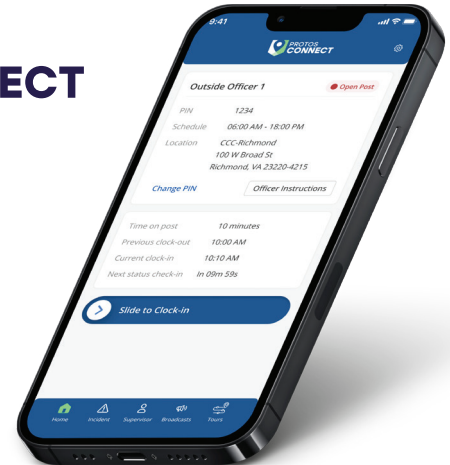 ECT
9:41
PROTOS
CONNECT
Outside Officer 1
Open Post
PIN 1234
Schedule 06:00 AM - 18:00 PM
Location CCC-Richmond
100 W Broad St
Richmond, VA 23220-4215
Change PIN
Officer Instructions
Time on post 10 minutes
Previous clock-out 10:00 AM
Current clock-in 10:10 AM
Next status check-in In 09m 59s
Slide to Clock-in
Home Incident Supervisor Broadcasts Tours